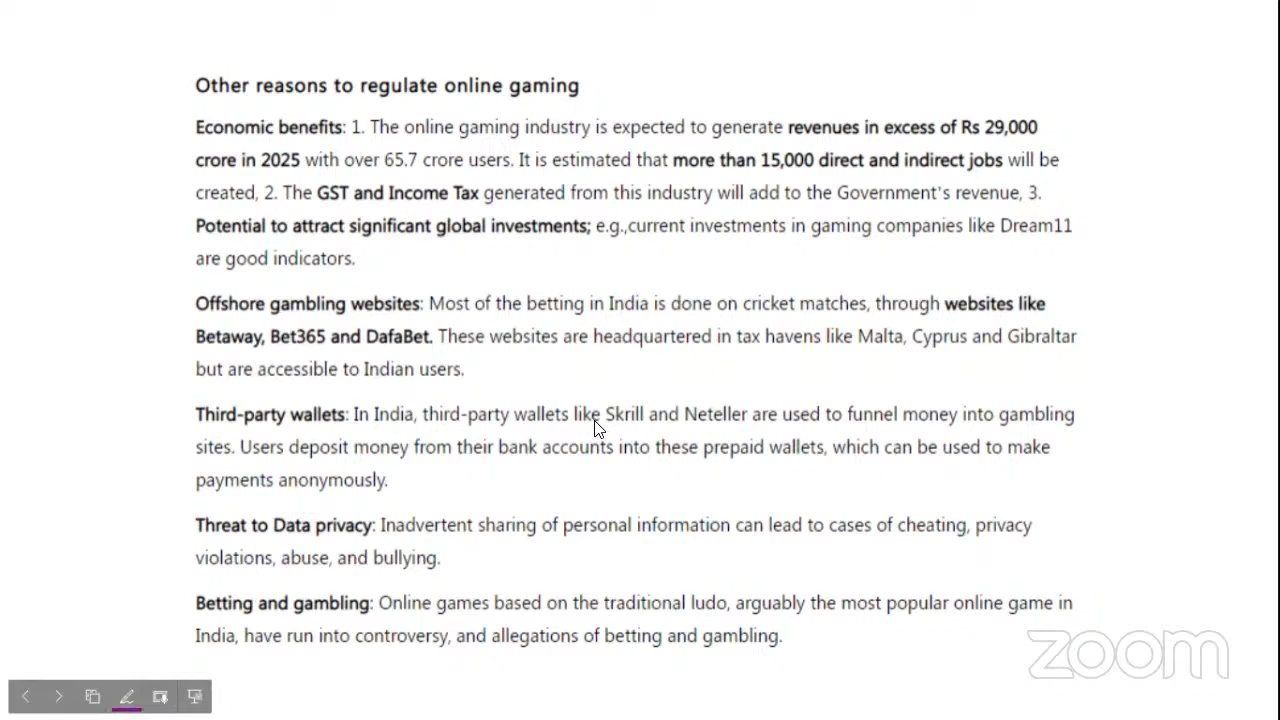 Other reasons to regulate online gaming
Economic benefits: 1. The online gaming industry is expected to generate revenues in excess of Rs 29,000
crore in 2025 with over 65.7 crore users. It is estimated that more than 15,000 direct and indirect jobs will be
created, 2. The GST and Income Tax generated from this industry will add to the Government's revenue, 3.
Potential to attract significant global investments; e.g.,current investments in gaming companies like Dream11
are good indicators.
Offshore gambling websites: Most of the betting in India is done on cricket matches, through websites like
Betaway, Bet365 and DafaBet. These websites are headquartered in tax havens like Malta, Cyprus and Gibraltar
but are accessible to Indian users.
Third-party wallets: In India, third-party wallets like Skrill and Neteller are used to funnel money into gambling
sites. Users deposit money from their bank accounts into these prepaid wallets, which can be used to make
payments anonymously.
Threat to Data privacy: Inadvertent sharing of personal information can lead to cases of cheating, privacy
violations, abuse, and bullying.
Betting and gambling: Online games based on the traditional ludo, arguably the most popular online game in
India, have run into controversy, and allegations of betting and gambling.
zoom